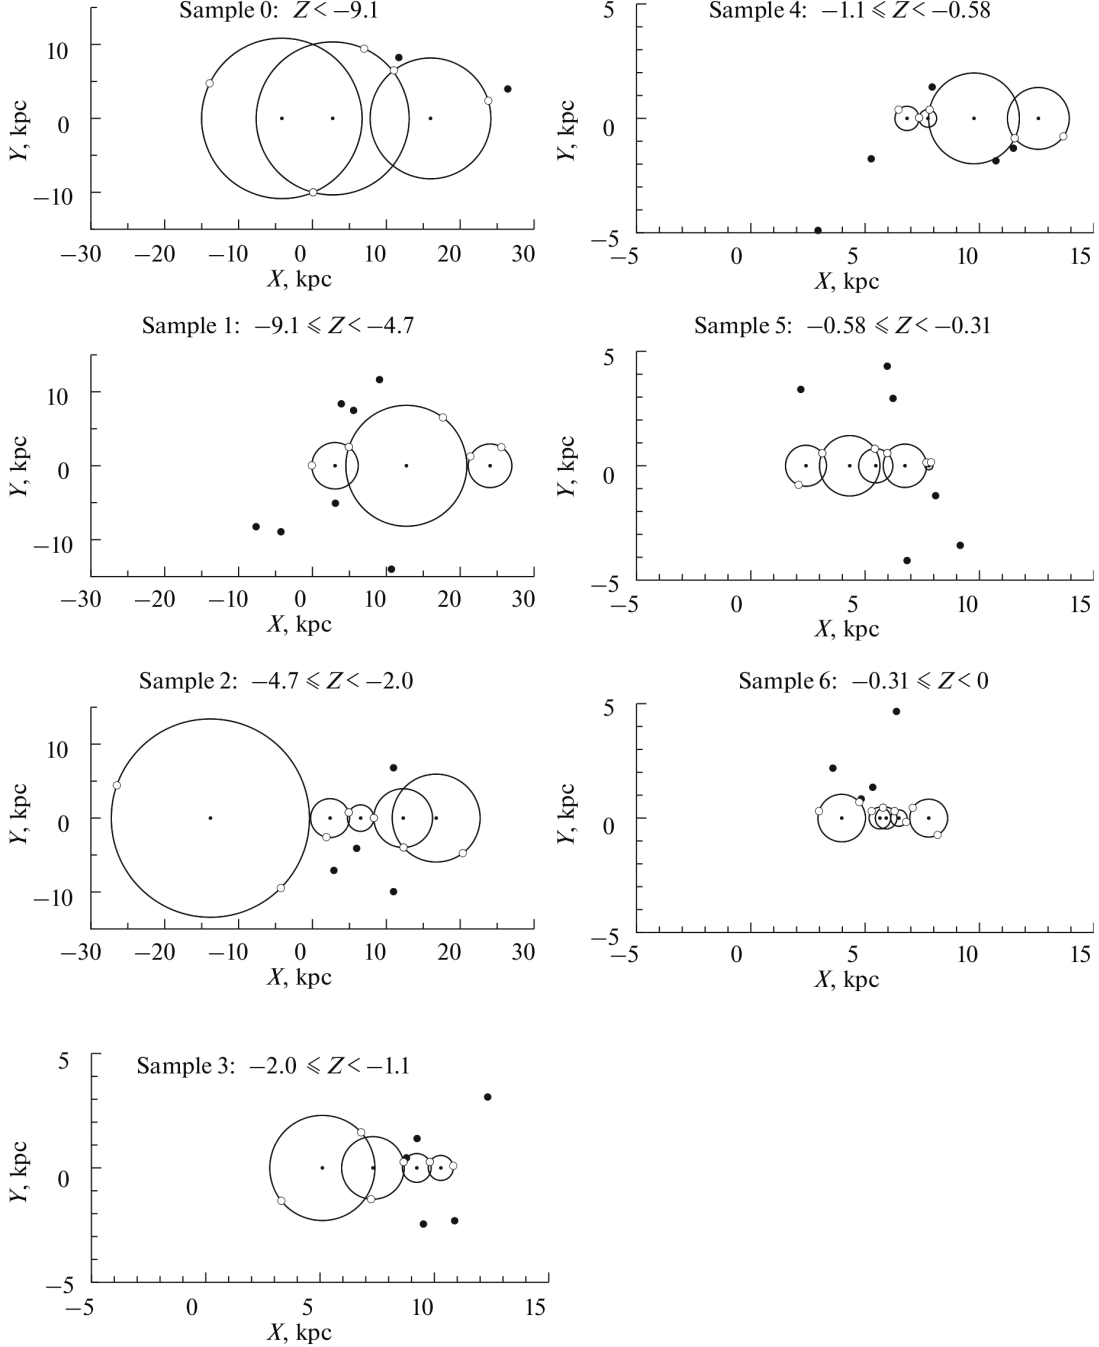 Sample 0: Z < −9.1
10
0
−10
Y, kpc
−30 −20 −10 0 10 20 30
X, kpc
Sample 4: −1.1 ⩽ Z < −0.58
5
0
−5
Y, kpc
−5 0 5 10 15
X, kpc
Sample 1: −9.1 ⩽ Z < −4.7
10
0
−10
Y, kpc
−30 −20 −10 0 10 20 30
X, kpc
Sample 5: −0.58 ⩽ Z < −0.31
5
0
−5
Y, kpc
−5 0 5 10 15
X, kpc
Sample 2: −4.7 ⩽ Z < −2.0
10
0
−10
Y, kpc
−30 −20 −10 0 10 20 30
X, kpc
Sample 6: −0.31 ⩽ Z < 0
5
0
−5
Y, kpc
−5 0 5 10 15
X, kpc
Sample 3: −2.0 ⩽ Z < −1.1
5
0
−5
Y, kpc
−5 0 5 10 15
X, kpc